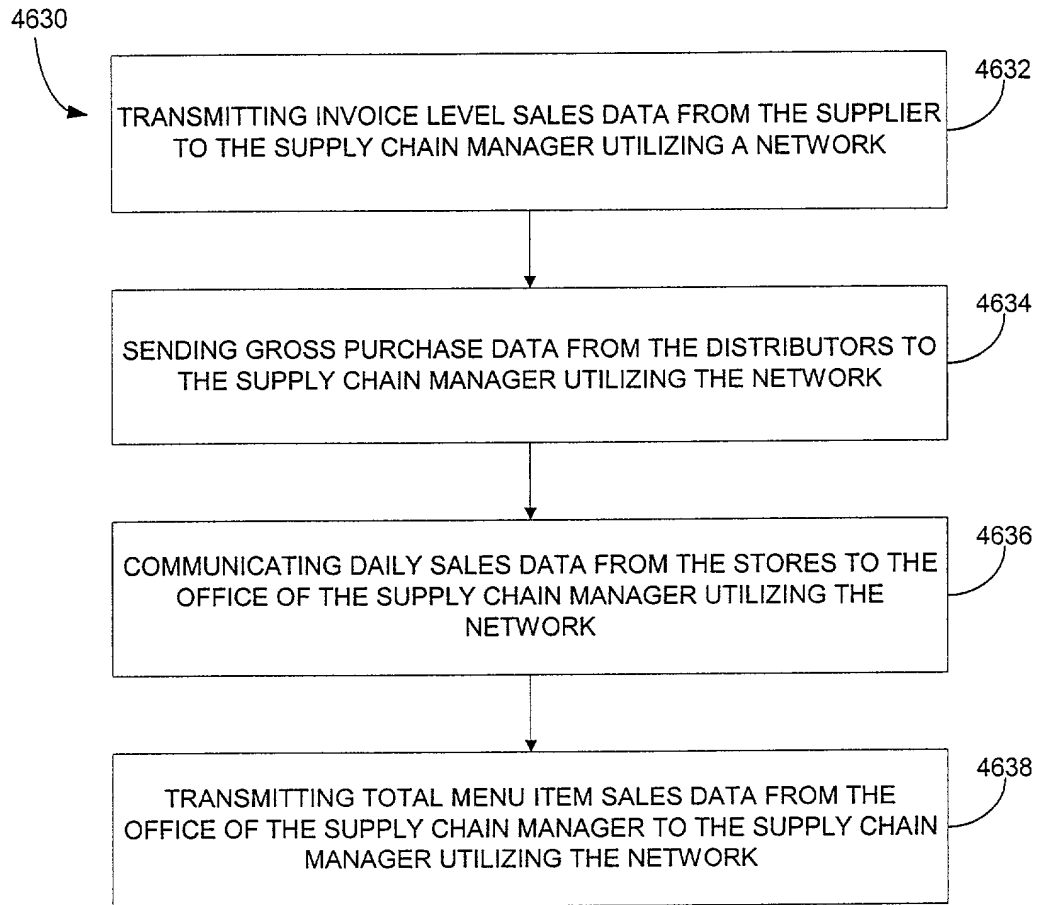 4630
4632
TRANSMITTING INVOICE LEVEL SALES DATA FROM THE SUPPLIER
TO THE SUPPLY CHAIN MANAGER UTILIZING A NETWORK
4634
SENDING GROSS PURCHASE DATA FROM THE DISTRIBUTORS TO
THE SUPPLY CHAIN MANAGER UTILIZING THE NETWORK
4636
COMMUNICATING DAILY SALES DATA FROM THE STORES TO THE
OFFICE OF THE SUPPLY CHAIN MANAGER UTILIZING THE
NETWORK
4638
TRANSMITTING TOTAL MENU ITEM SALES DATA FROM THE
OFFICE OF THE SUPPLY CHAIN MANAGER TO THE SUPPLY CHAIN
MANAGER UTILIZING THE NETWORK